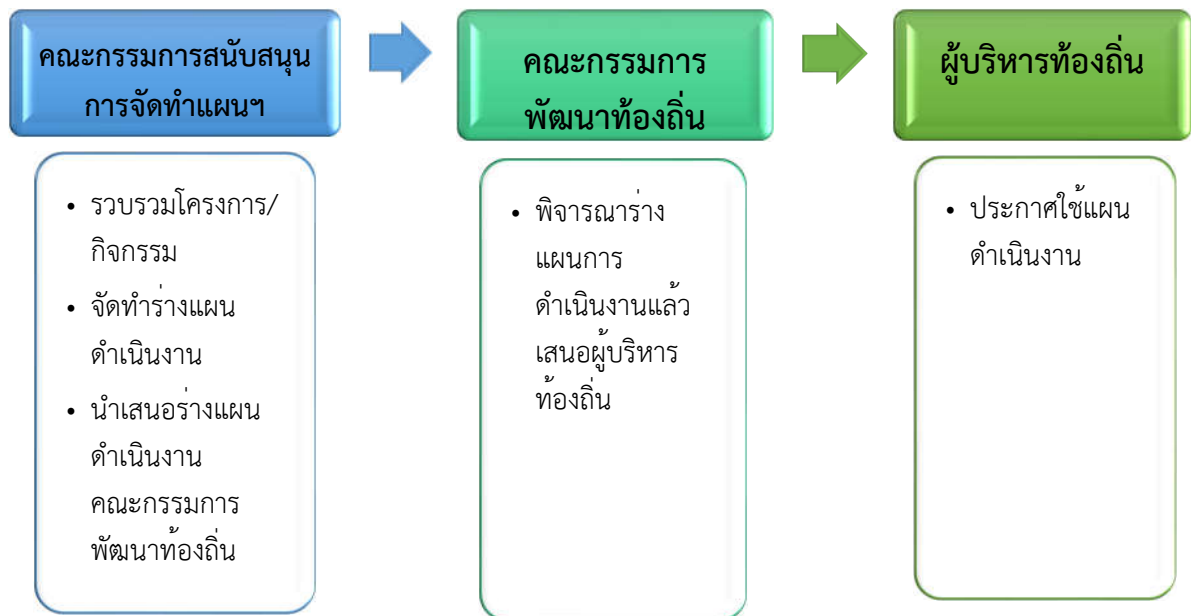 คณะกรรมการสนับสนุน
การจัดทำแผนฯ
คณะกรรมการ
พัฒนาท้องถิ่น
ผู้บริหารท้องถิ่น
• รวบรวมโครงการ/
กิจกรรม
• จัดทำร่างแผน
ดำเนินงาน
• นำเสนอร่างแผน
ดำเนินงาน
คณะกรรมการ
พัฒนาท้องถิ่น
• พิจารณาร่าง
แผนการ
ดำเนินงานแล้ว
เสนอผู้บริหาร
ท้องถิ่น
• ประกาศใช้แผน
ดำเนินงาน